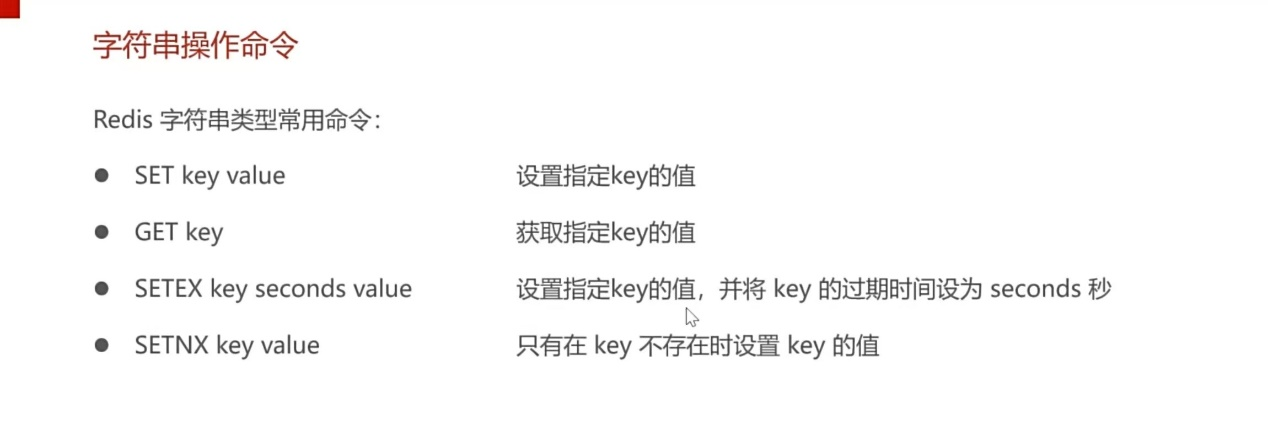 字符串操作命令
Redis 字符串类型常用命令：
● SET key value 设置指定key的值
● GET key 获取指定key的值
● SETEX key seconds value 设置指定key的值，并将 key 的过期时间设为 seconds 秒
● SETNX key value 只有在 key 不存在时设置 key 的值